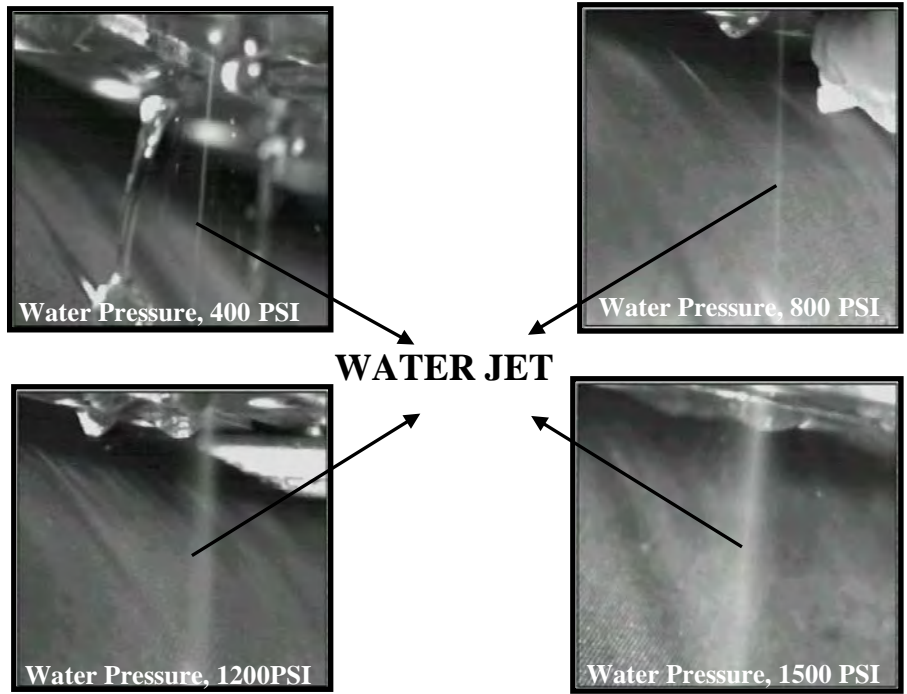 Water Pressure, 400 PSI
Water Pressure, 800 PSI
WATER JET
Water Pressure, 1200PSI
Water Pressure, 1500 PSI